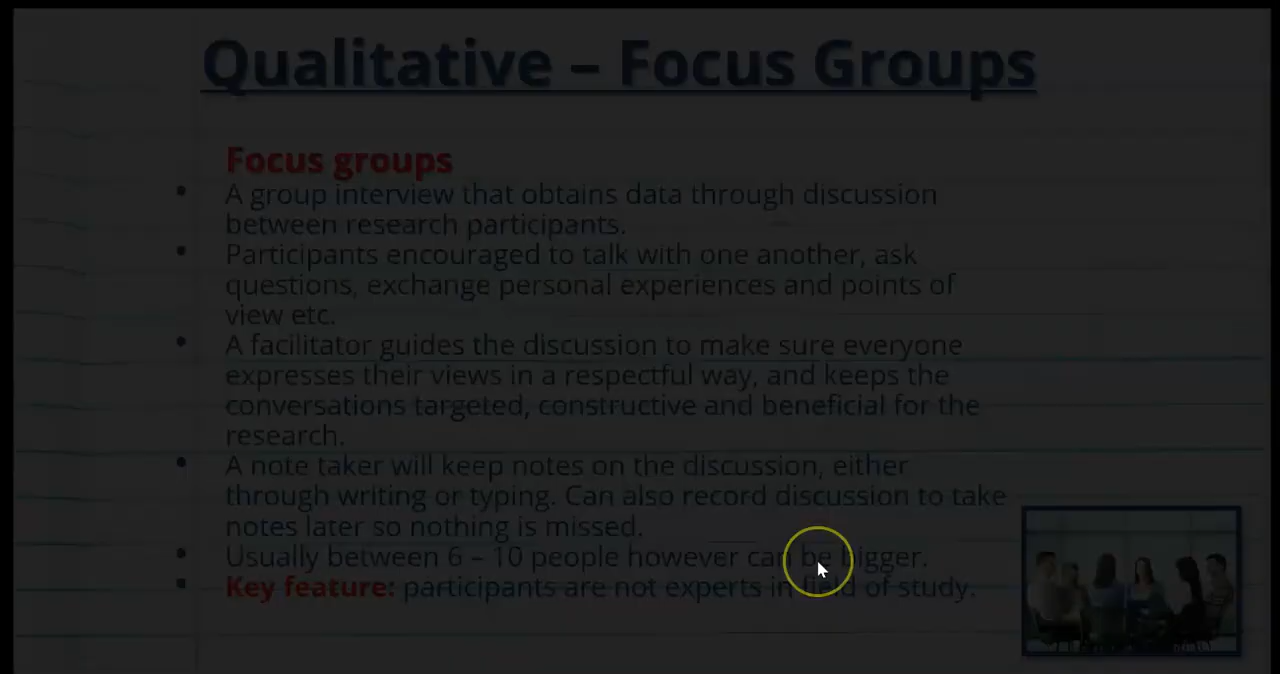 Qualitative – Focus Groups
Focus groups
• A group interview that obtains data through discussion
between research participants.
• Participants encouraged to talk with one another, ask
questions, exchange personal experiences and points of
view etc.
• A facilitator guides the discussion to make sure everyone
expresses their views in a respectful way, and keeps the
conversations targeted, constructive and beneficial for the
research.
• A note taker will keep notes on the discussion, either
through writing or typing. Can also record discussion to take
notes later so nothing is missed.
• Usually between 6 – 10 people however can be bigger.
• Key feature: participants are not experts in field of study.